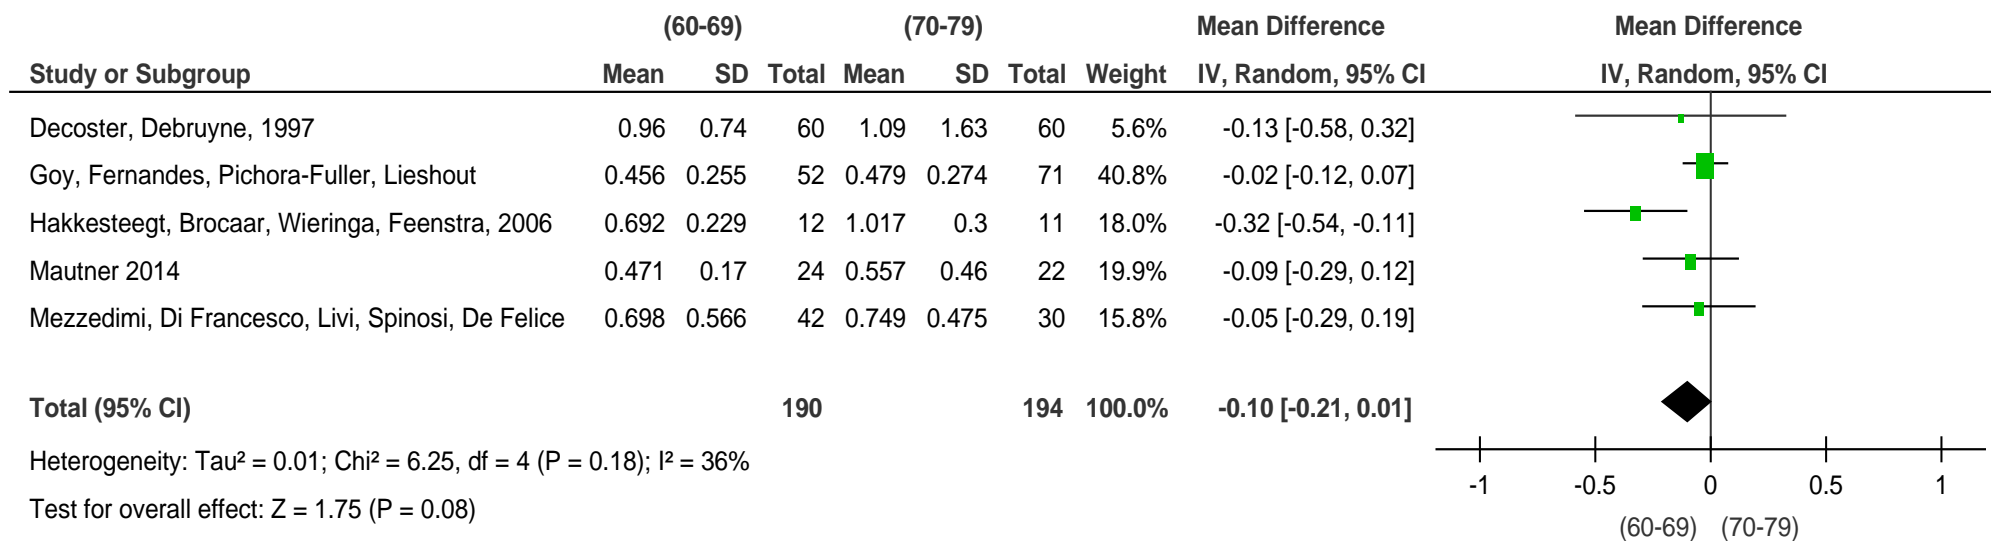 (60-69) (70-79) Mean Difference Mean Difference
Study or Subgroup Mean SD Total Mean SD Total Weight IV, Random, 95% CI IV, Random, 95% CI
Decoster, Debruyne, 1997 0.96 0.74 60 1.09 1.63 60 5.6% -0.13 [-0.58, 0.32]
Goy, Fernandes, Pichora-Fuller, Lieshout 0.456 0.255 52 0.479 0.274 71 40.8% -0.02 [-0.12, 0.07]
Hakkesteegt, Brocaar, Wieringa, Feenstra, 2006 0.692 0.229 12 1.017 0.3 11 18.0% -0.32 [-0.54, -0.11]
Mautner 2014 0.471 0.17 24 0.557 0.46 22 19.9% -0.09 [-0.29, 0.12]
Mezzedimi, Di Francesco, Livi, Spinosi, De Felice 0.698 0.566 42 0.749 0.475 30 15.8% -0.05 [-0.29, 0.19]
Total (95% CI) 190 194 100.0% -0.10 [-0.21, 0.01]
Heterogeneity: Tau² = 0.01; Chi² = 6.25, df = 4 (P = 0.18); I² = 36%
Test for overall effect: Z = 1.75 (P = 0.08)
-1 -0.5 0 0.5 1
(60-69) (70-79)